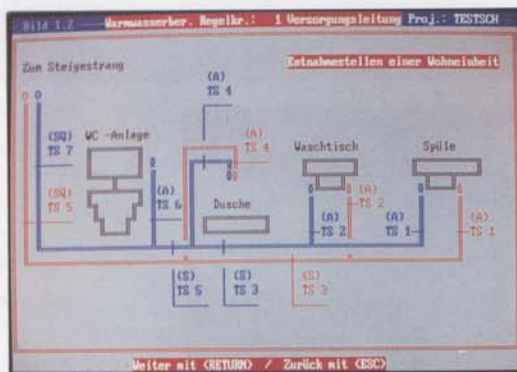 Bild 1.2 Warmwasserber. Regelkr.: 1 Versorgungsleitung Proj.: TESTSCH
Zum Steigestrang
Entnahmestellen einer Wohneinheit
(A)
TS 4
(SQ)
TS 7
WC -Anlage
(A)
TS 4
Waschtisch
Spüle
(SQ)
TS 5
(A)
TS 6
Dusche
(A)
TS 2
(A)
TS 2
(A)
TS 1
(A)
TS 1
(S)
TS 5
(S)
TS 3
(S)
TS 3
Weiter mit <RETURN> / Zurück mit <ESC>